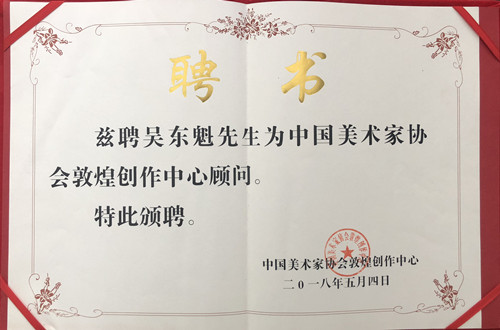 聘 书
兹聘吴东魁先生为中国美术家协
会敦煌创作中心顾问。
特此颁聘。
中国美术家协会敦煌创作中心
二0一八年五月四日